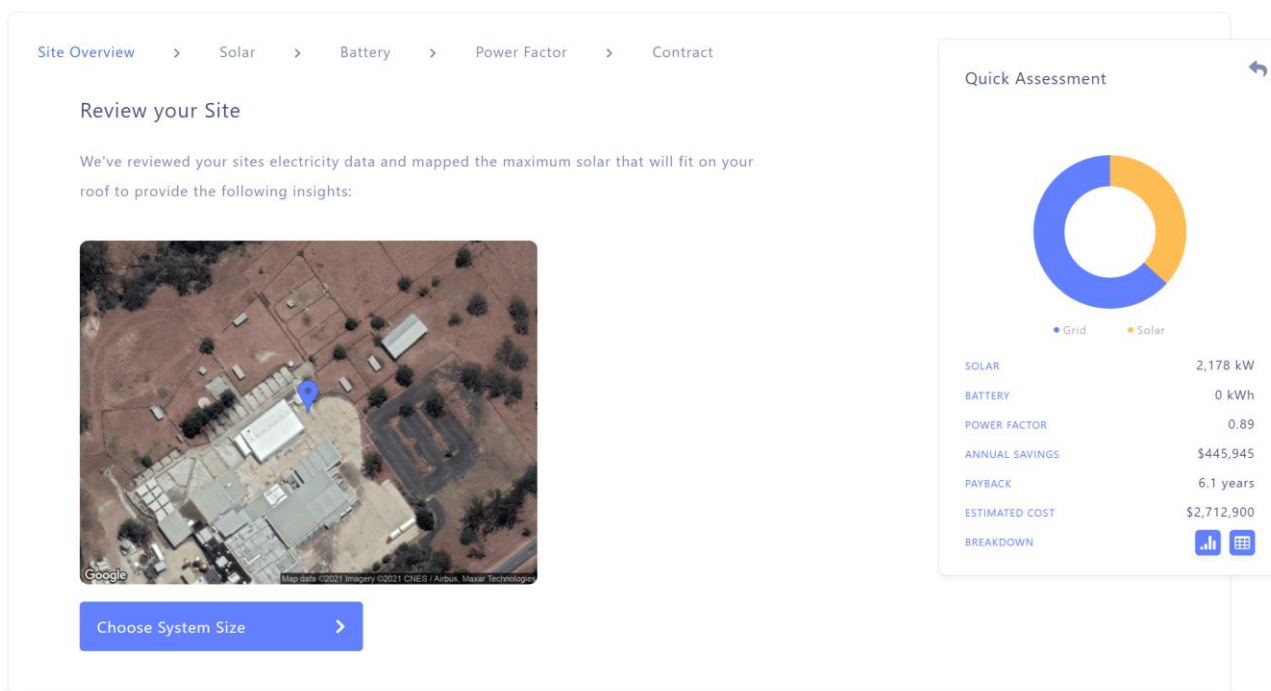 Site Overview > Solar > Battery > Power Factor > Contract
Review your Site
We've reviewed your sites electricity data and mapped the maximum solar that will fit on your
roof to provide the following insights:
Google
Map data ©2021 Imagery ©2021 CNES / Airbus, Maxar Technologies
Choose System Size
Quick Assessment
Grid Solar
SOLAR 2,178 kW
BATTERY 0 kWh
POWER FACTOR 0.89
ANNUAL SAVINGS $445,945
PAYBACK 6.1 years
ESTIMATED COST $2,712,900
BREAKDOWN